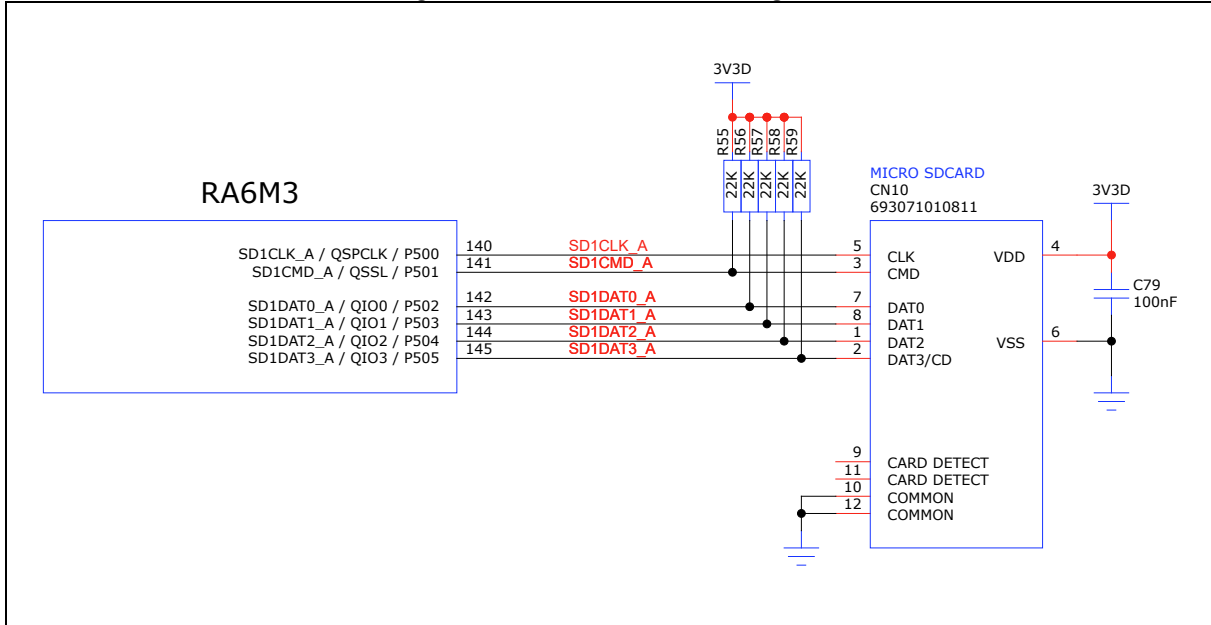 3V3D
R55
R56
R57
R58
R59
22K
22K
22K
22K
22K
RA6M3
SD1CLK_A / QSPCLK / P500
SD1CMD_A / QSSL / P501
SD1DAT0_A / QIO0 / P502
SD1DAT1_A / QIO1 / P503
SD1DAT2_A / QIO2 / P504
SD1DAT3_A / QIO3 / P505
140
141
142
143
144
145
SD1CLK_A
SD1CMD_A
SD1DAT0_A
SD1DAT1_A
SD1DAT2_A
SD1DAT3_A
MICRO SDCARD
CN10
693071010811
5
3
7
8
1
2
9
11
10
12
CLK
CMD
DAT0
DAT1
DAT2
DAT3/CD
CARD DETECT
CARD DETECT
COMMON
COMMON
VDD
VSS
4
6
3V3D
C79
100nF